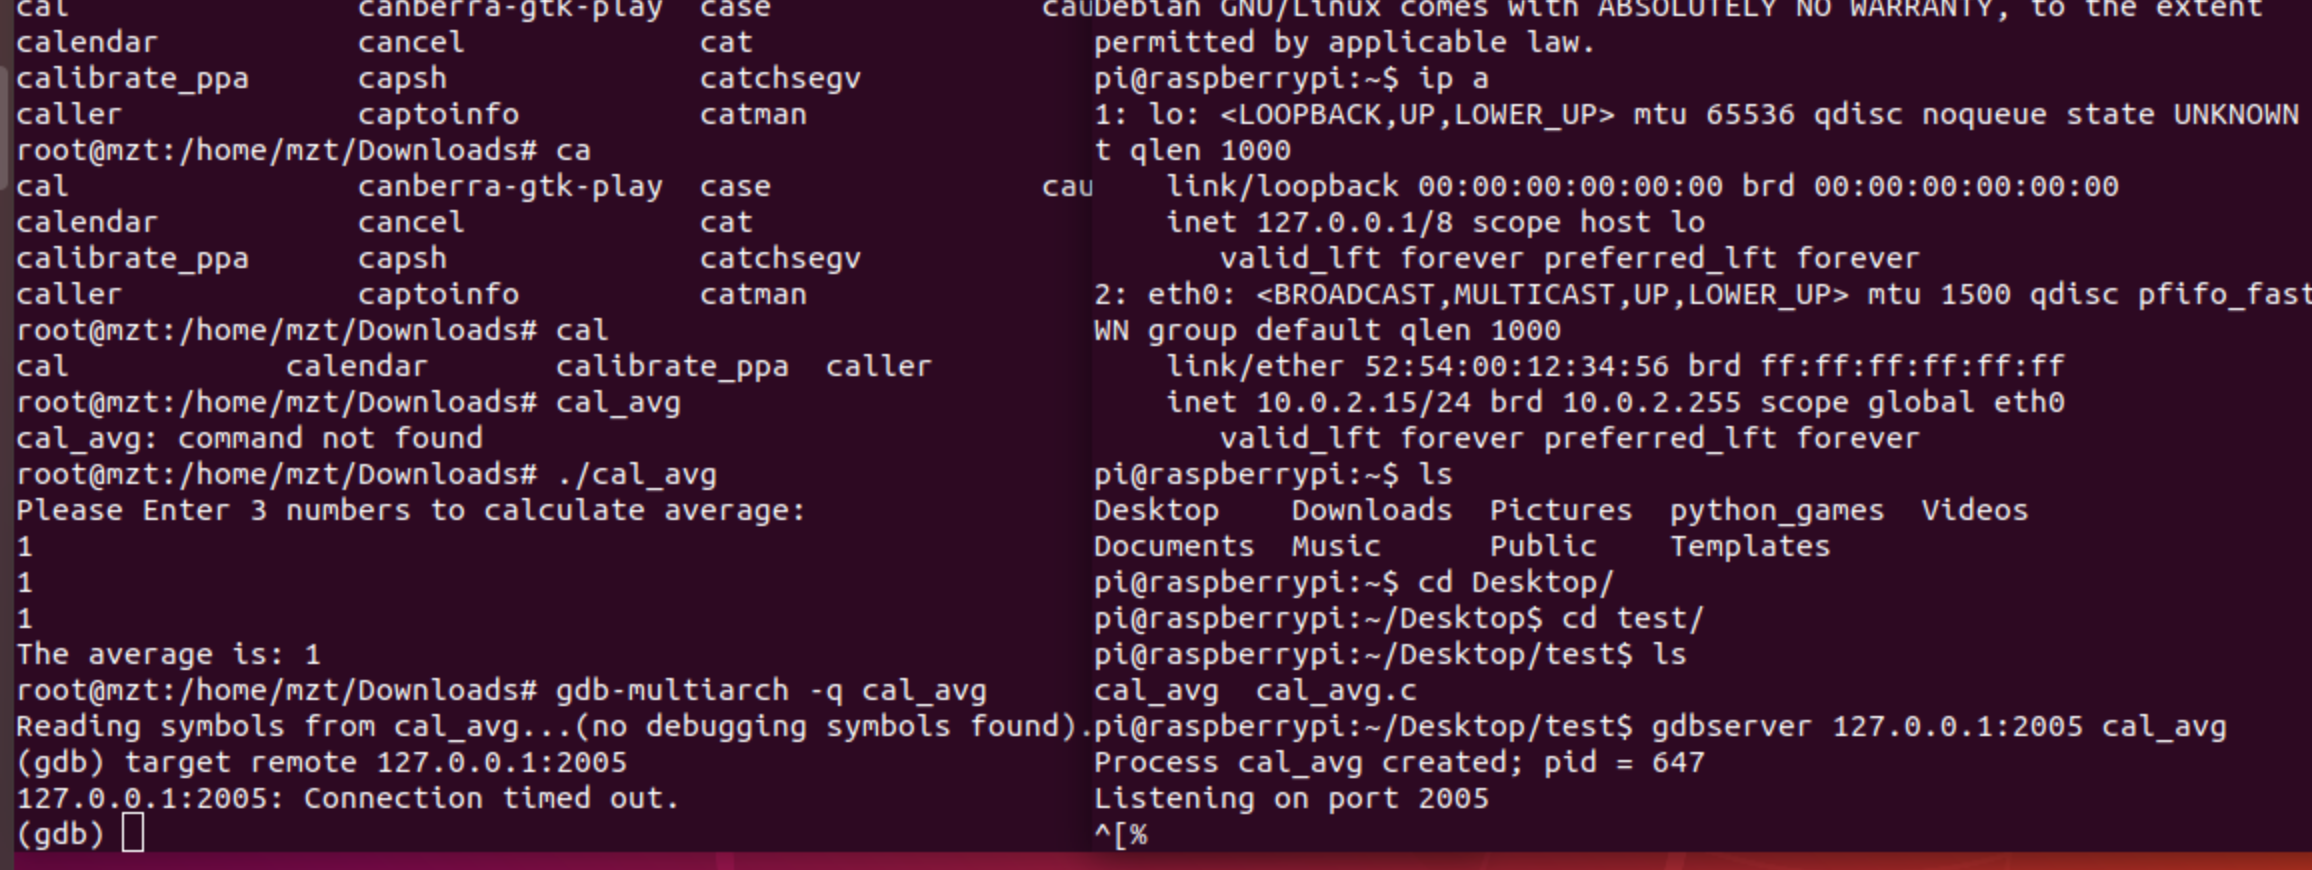 cal canberra-gtk-play case cau
calendar cancel cat
calibrate_ppa capsh catchsegv
caller captoinfo catman
root@mzt:/home/mzt/Downloads# ca
cal canberra-gtk-play case cau
calendar cancel cat
calibrate_ppa capsh catchsegv
caller captoinfo catman
root@mzt:/home/mzt/Downloads# cal
cal calendar calibrate_ppa caller
root@mzt:/home/mzt/Downloads# cal_avg
cal_avg: command not found
root@mzt:/home/mzt/Downloads# ./cal_avg
Please Enter 3 numbers to calculate average:
1
1
1
The average is: 1
root@mzt:/home/mzt/Downloads# gdb-multiarch -q cal_avg
Reading symbols from cal_avg...(no debugging symbols found).
(gdb) target remote 127.0.0.1:2005
127.0.0.1:2005: Connection timed out.
(gdb)
Debian GNU/Linux comes with ABSOLUTELY NO WARRANTY, to the extent
permitted by applicable law.
pi@raspberrypi:~$ ip a
1: lo: <LOOPBACK,UP,LOWER_UP> mtu 65536 qdisc noqueue state UNKNOWN
t qlen 1000
link/loopback 00:00:00:00:00:00 brd 00:00:00:00:00:00
inet 127.0.0.1/8 scope host lo
valid_lft forever preferred_lft forever
2: eth0: <BROADCAST,MULTICAST,UP,LOWER_UP> mtu 1500 qdisc pfifo_fast
WN group default qlen 1000
link/ether 52:54:00:12:34:56 brd ff:ff:ff:ff:ff:ff
inet 10.0.2.15/24 brd 10.0.2.255 scope global eth0
valid_lft forever preferred_lft forever
pi@raspberrypi:~$ ls
Desktop Downloads Pictures python_games Videos
Documents Music Public Templates
pi@raspberrypi:~$ cd Desktop/
pi@raspberrypi:~/Desktop$ cd test/
pi@raspberrypi:~/Desktop/test$ ls
cal_avg cal_avg.c
pi@raspberrypi:~/Desktop/test$ gdbserver 127.0.0.1:2005 cal_avg
Process cal_avg created; pid = 647
Listening on port 2005
^[%